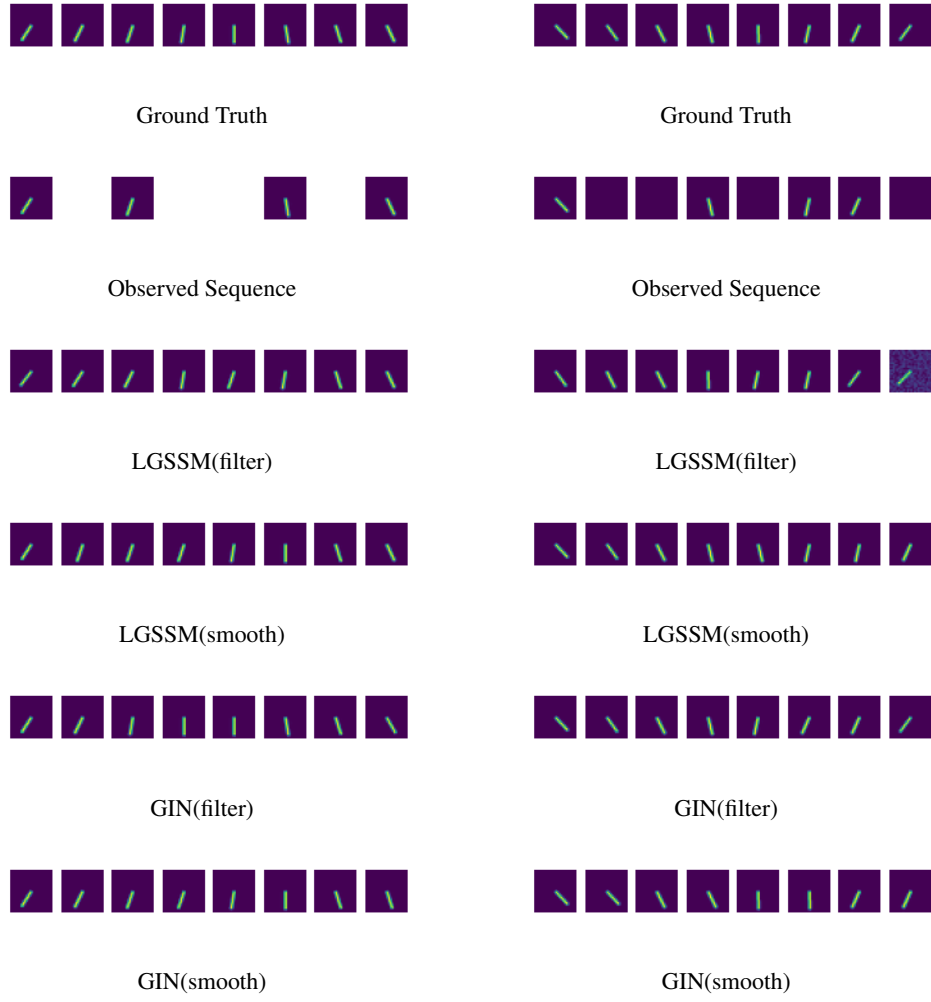 Ground Truth
Ground Truth
Observed Sequence
Observed Sequence
LGSSM(filter)
LGSSM(filter)
LGSSM(smooth)
LGSSM(smooth)
GIN(filter)
GIN(filter)
GIN(smooth)
GIN(smooth)